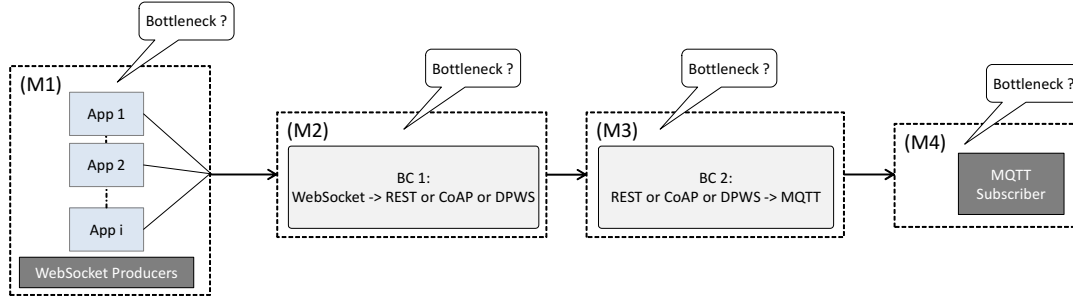 Bottleneck ?
(M1)
App 1
App 2
App i
WebSocket Producers
Bottleneck ?
(M2)
BC 1:
WebSocket -> REST or CoAP or DPWS
Bottleneck ?
(M3)
BC 2:
REST or CoAP or DPWS -> MQTT
Bottleneck ?
(M4)
MQTT
Subscriber